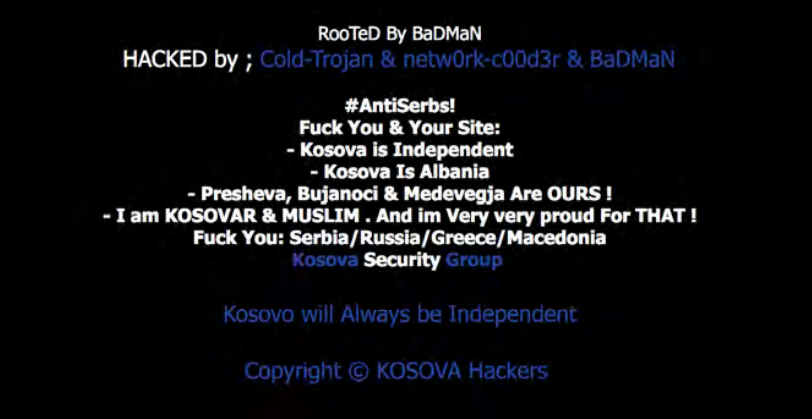 RooTeD By BaDMaN
HACKED by ; Cold-Trojan & netw0rk-c00d3r & BaDMaN
#AntiSerbs!
Fuck You & Your Site:
- Kosova is Independent
- Kosova Is Albania
- Presheva, Bujanoci & Medevegja Are OURS !
- I am KOSOVAR & MUSLIM . And im Very very proud For THAT !
Fuck You: Serbia/Russia/Greece/Macedonia
Kosova Security Group
Kosovo will Always be Independent
Copyright © KOSOVA Hackers